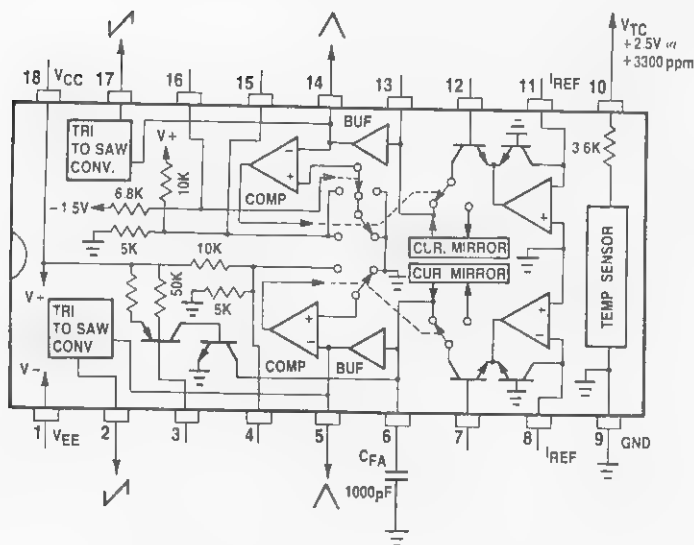 VTC
+2.5V
+3300 ppm
18 VCC 17 16 15 14 13 12 11 IREF 10
TRI
TO SAW
CONV.
V+
10K
BUF
COMP
3.6K
6.8K
-1.5V
5K
10K
CUR. MIRROR
CUR MIRROR
TEMP SENSOR
V+
50K
5K
TRI
TO SAW
CONV
COMP
BUF
V-
1 VEE 2 3 4 5 6 7 8 IREF 9 GND
CFA
1000pF